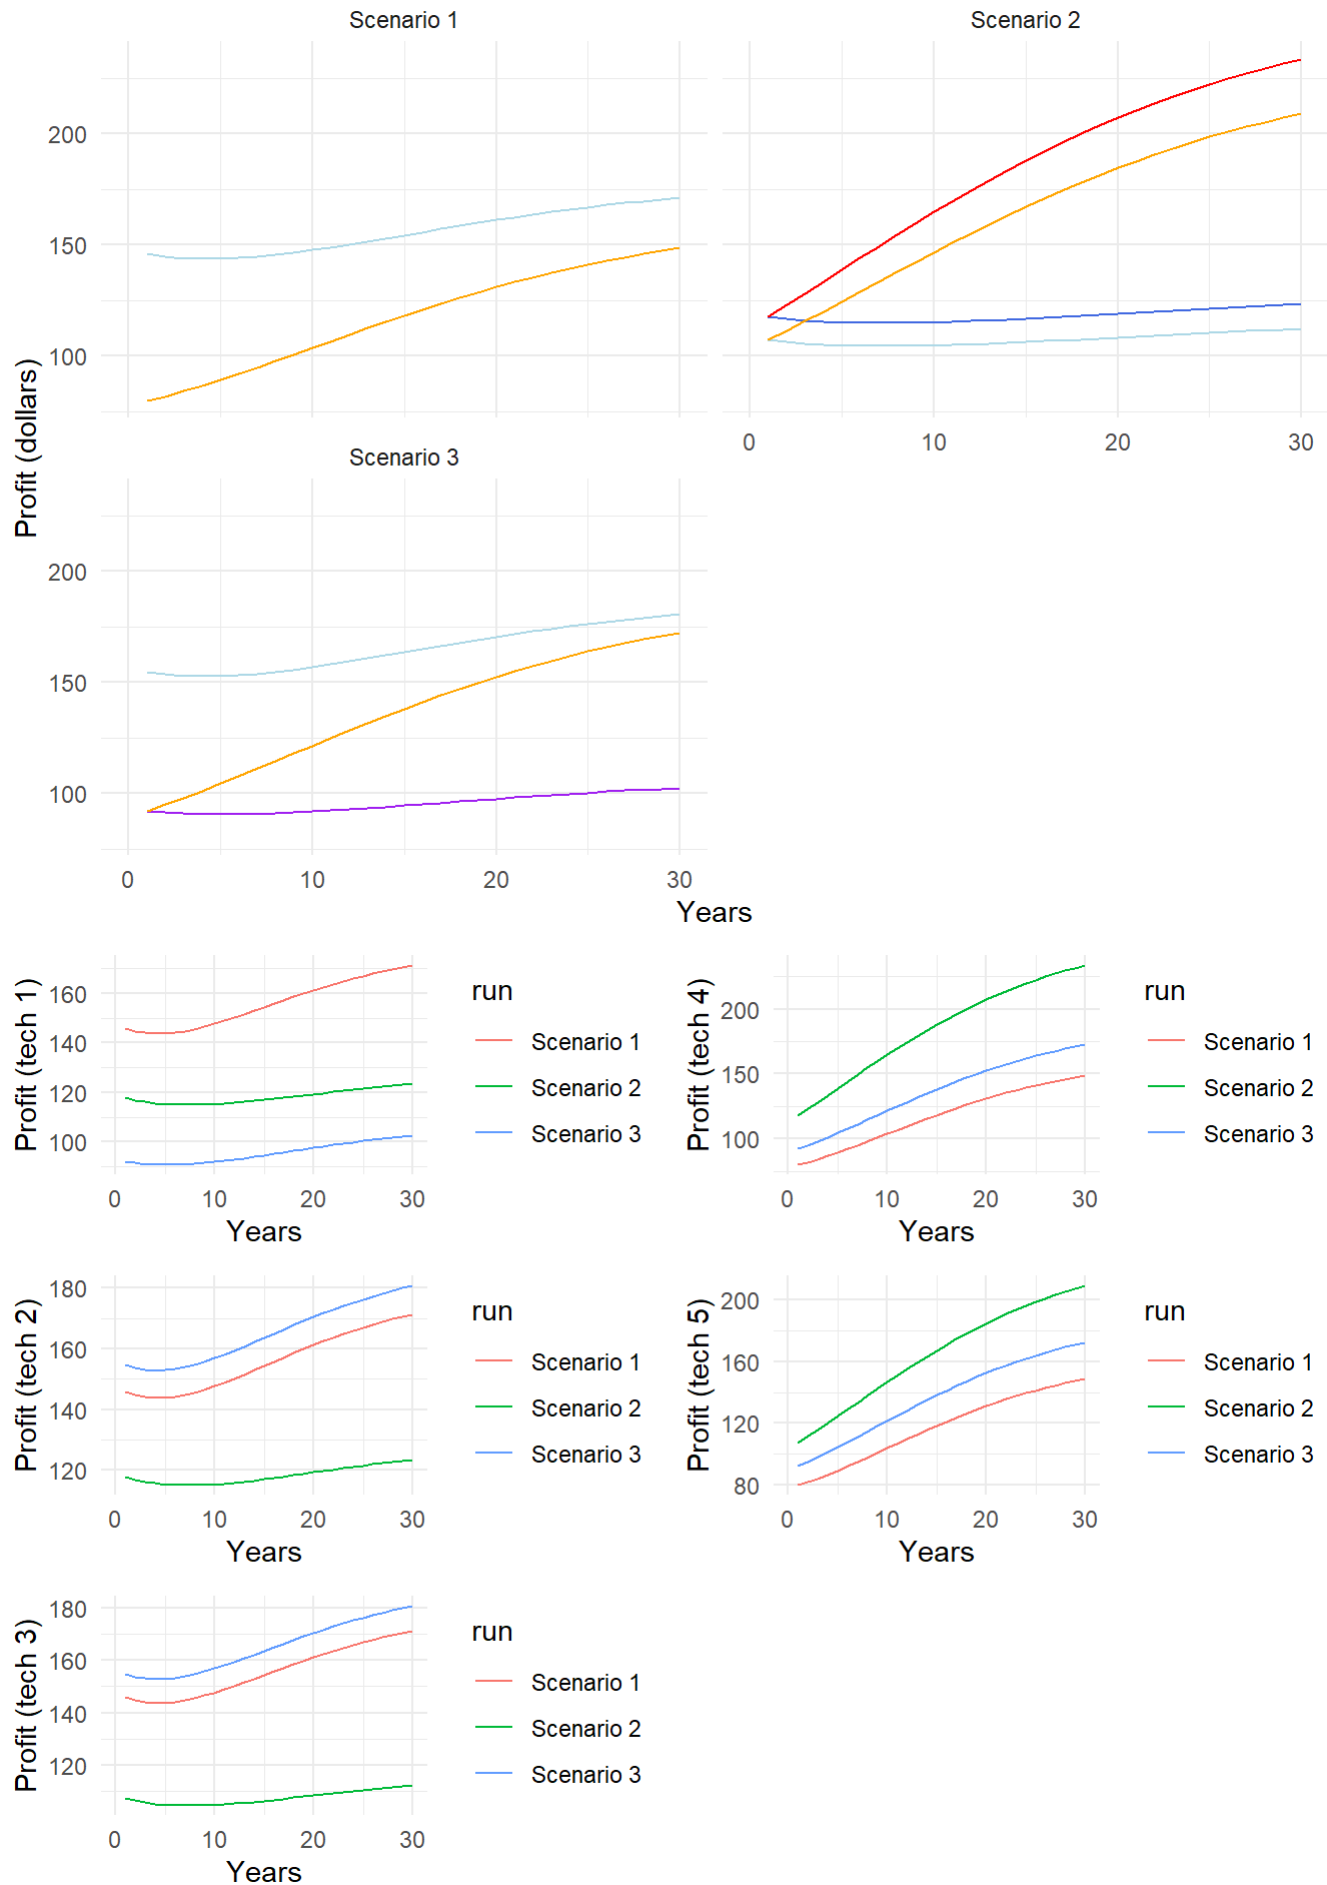 Scenario 1
Scenario 2
Profit (dollars)
200
150
100
0 10 20 30
Scenario 3
200
150
100
0 10 20 30
Years
Profit (tech 1)
160
140
120
100
0 10 20 30
Years
run
Scenario 1
Scenario 2
Scenario 3
Profit (tech 4)
200
150
100
0 10 20 30
Years
run
Scenario 1
Scenario 2
Scenario 3
Profit (tech 2)
180
160
140
120
0 10 20 30
Years
run
Scenario 1
Scenario 2
Scenario 3
Profit (tech 5)
200
160
120
80
0 10 20 30
Years
run
Scenario 1
Scenario 2
Scenario 3
Profit (tech 3)
180
160
140
120
0 10 20 30
Years
run
Scenario 1
Scenario 2
Scenario 3